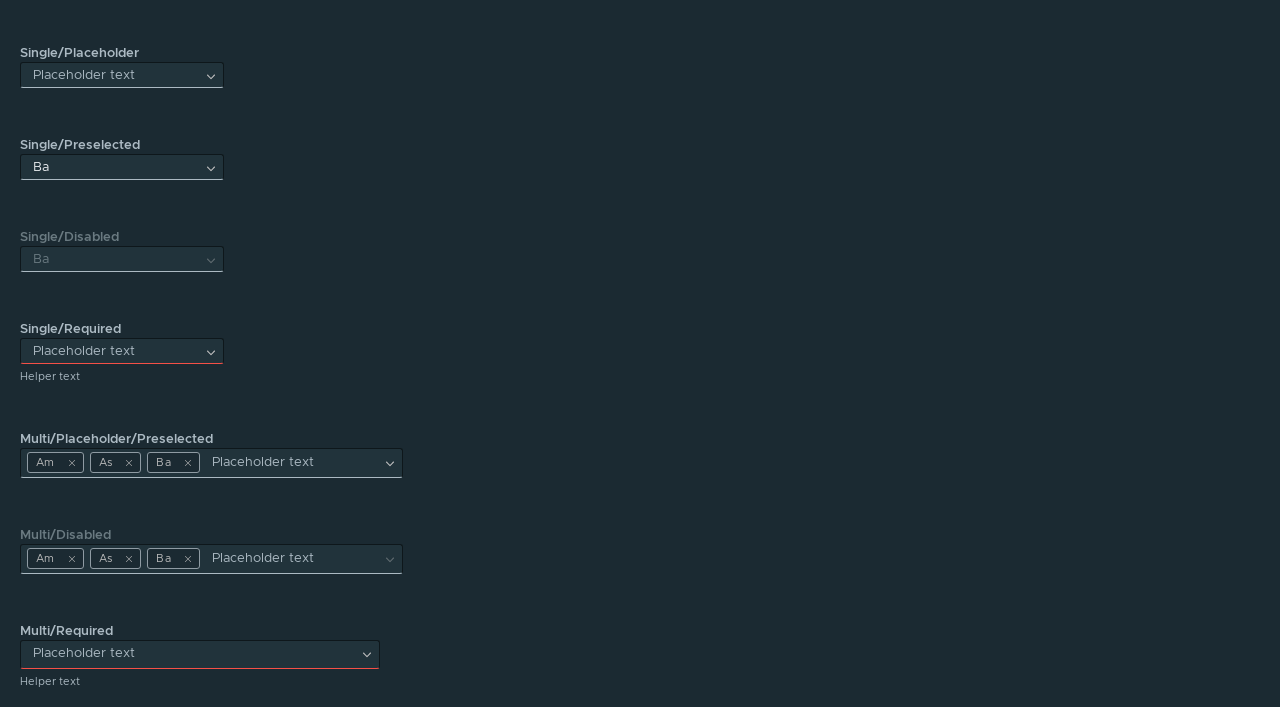 Single/Placeholder
Placeholder text
Single/Preselected
Ba
Single/Disabled
Ba
Single/Required
Placeholder text
Helper text
Multi/Placeholder/Preselected
Am As Ba Placeholder text
Multi/Disabled
Am As Ba Placeholder text
Multi/Required
Placeholder text
Helper text